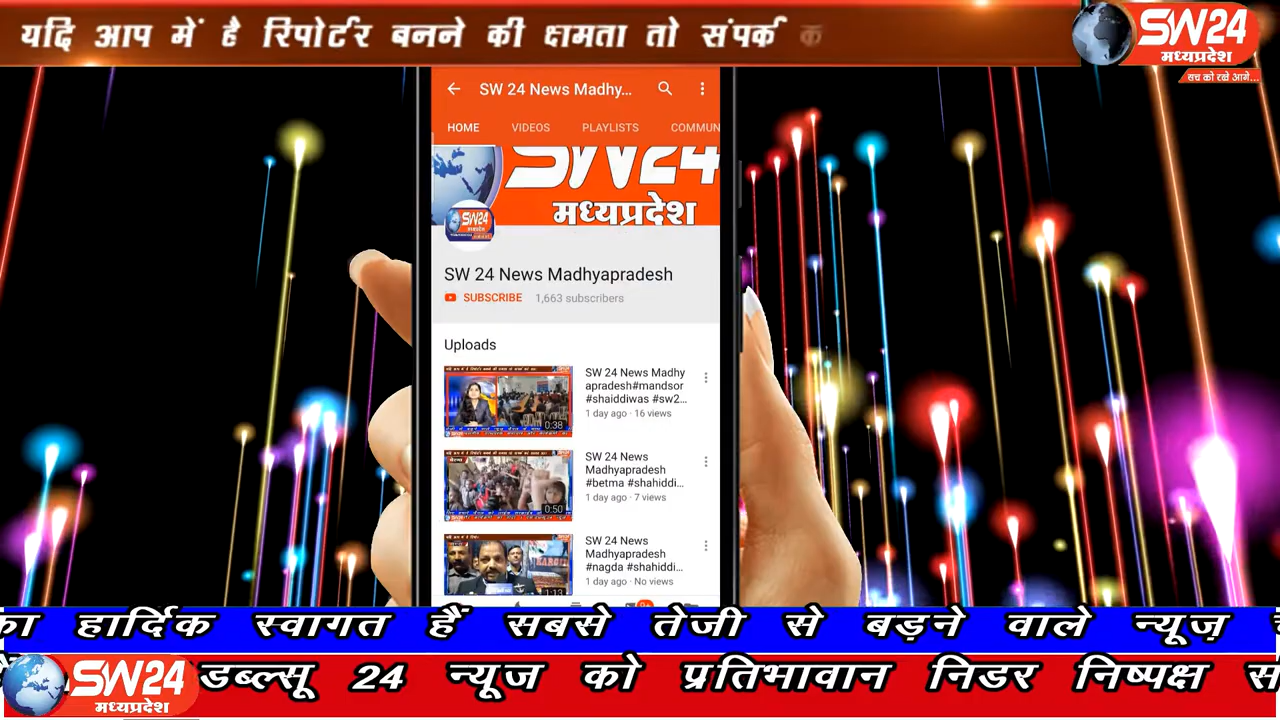 यदि आप में है रिपोर्टर बनने की क्षमता तो संपर्क क
SW24
मध्यप्रदेश
सच को रखे आगे...
SW 24 News Madhy...
HOME VIDEOS PLAYLISTS COMMUN
SW24
मध्यप्रदेश
SW24
SW 24 News Madhyapradesh
SUBSCRIBE 1,663 subscribers
Uploads
SW 24 News Madhy
apradesh#mandsor
#shaiddiwas #sw2...
1 day ago · 16 views
0:38
SW 24 News
Madhyapradesh
#betma #shahiddi...
1 day ago · 7 views
0:50
SW 24 News
Madhyapradesh
#nagda #shahiddi...
1 day ago · No views
1:13
का हार्दिक स्वागत हैं सबसे तेजी से बड़ने वाले न्यूज़
SW24
मध्यप्रदेश
डब्ल्सू 24 न्यूज को प्रतिभावान निडर निष्पक्ष सं